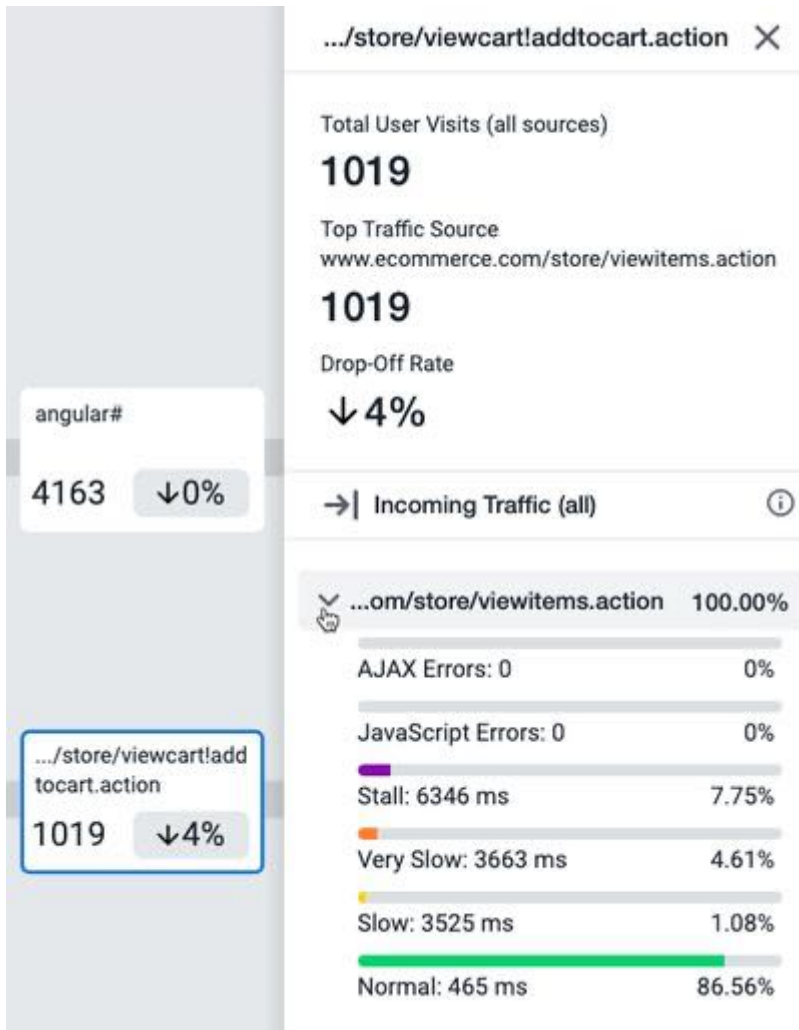 .../store/viewcart!addtocart.action
Total User Visits (all sources)
1019
Top Traffic Source
www.ecommerce.com/store/viewitems.action
1019
Drop-Off Rate
↓4%
angular#
4163 ↓0%
Incoming Traffic (all)
...om/store/viewitems.action 100.00%
AJAX Errors: 0 0%
JavaScript Errors: 0 0%
.../store/viewcart!add
tocart.action
1019 ↓4%
Stall: 6346 ms 7.75%
Very Slow: 3663 ms 4.61%
Slow: 3525 ms 1.08%
Normal: 465 ms 86.56%